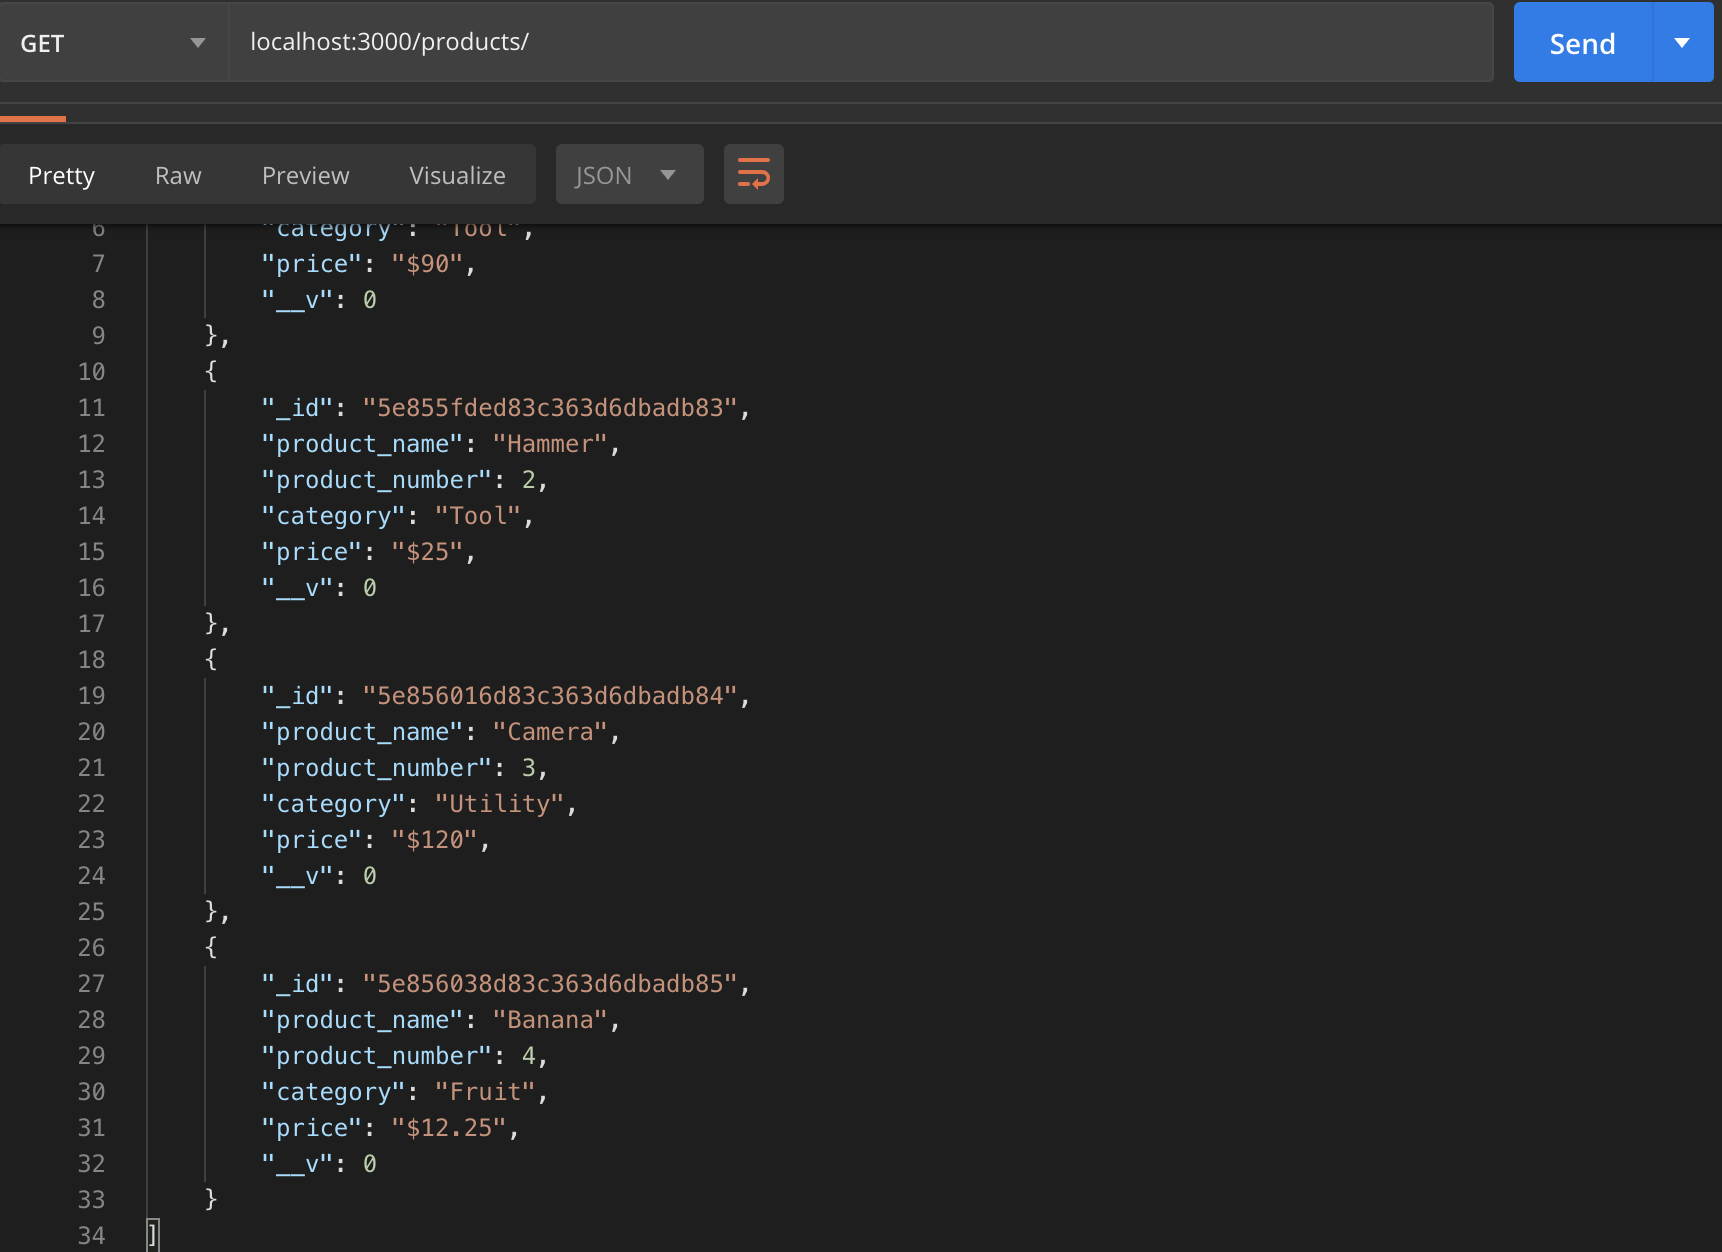 GET localhost:3000/products/ Send
Pretty Raw Preview Visualize JSON
6 "category": "Tool",
7 "price": "$90",
8 "__v": 0
9 },
10 {
11 "_id": "5e855fded83c363d6dbadb83",
12 "product_name": "Hammer",
13 "product_number": 2,
14 "category": "Tool",
15 "price": "$25",
16 "__v": 0
17 },
18 {
19 "_id": "5e856016d83c363d6dbadb84",
20 "product_name": "Camera",
21 "product_number": 3,
22 "category": "Utility",
23 "price": "$120",
24 "__v": 0
25 },
26 {
27 "_id": "5e856038d83c363d6dbadb85",
28 "product_name": "Banana",
29 "product_number": 4,
30 "category": "Fruit",
31 "price": "$12.25",
32 "__v": 0
33 }
34 ]